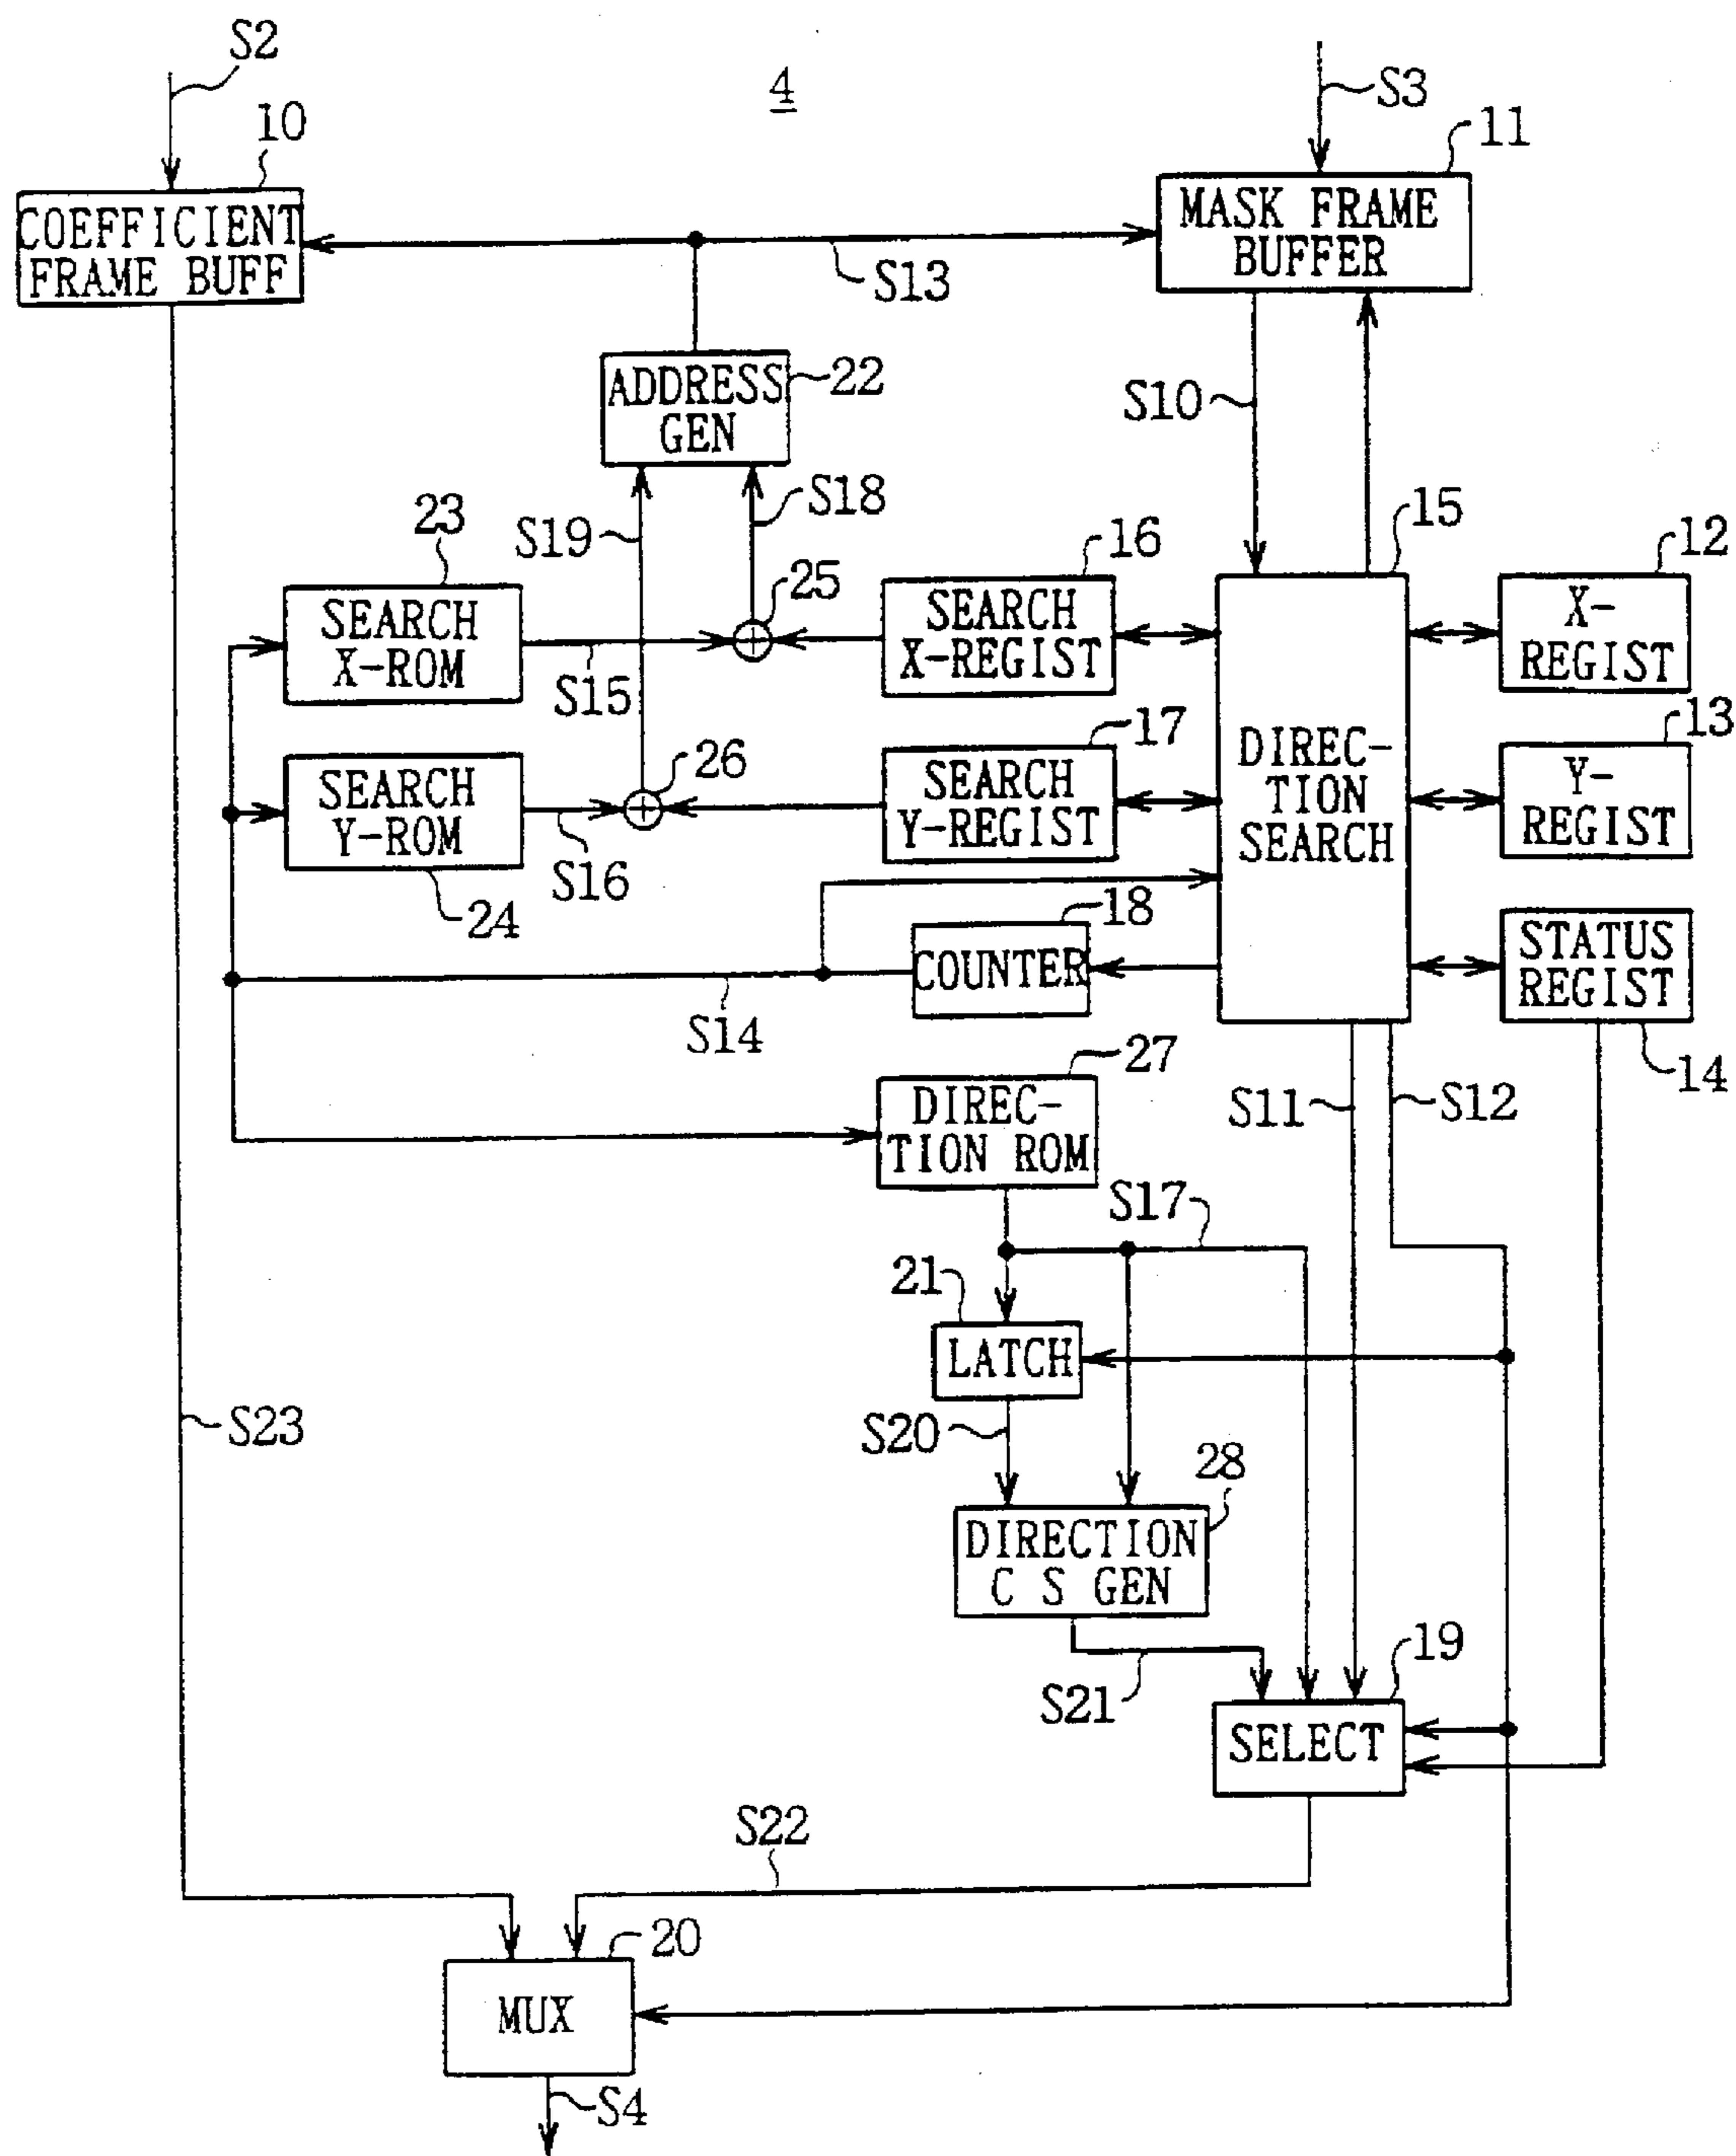 S2
4
S3
10
11
COEFFICIENT
FRAME BUFF
MASK FRAME
BUFFER
S13
ADDRESS
GEN
22
S10
S19
S18
23
25
16
15
12
SEARCH
X-ROM
S15
SEARCH
X-REGIST
X-
REGIST
DIREC-
TION
SEARCH
13
17
26
SEARCH
Y-ROM
S16
SEARCH
Y-REGIST
Y-
REGIST
24
18
COUNTER
STATUS
REGIST
S14
14
27
S11
S12
DIREC-
TION ROM
S17
21
LATCH
S23
S20
28
DIRECTION
C S GEN
S21
19
SELECT
S22
20
MUX
S4